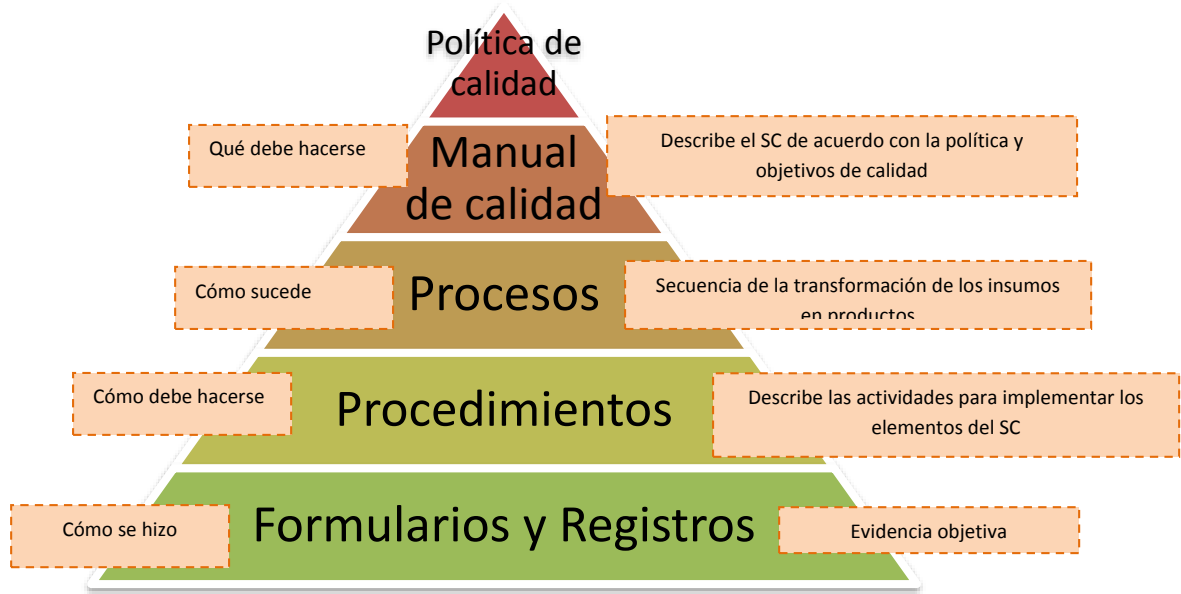 Política de
calidad
Qué debe hacerse
Manual
de calidad
Describe el SC de acuerdo con la política y
objetivos de calidad
Cómo sucede
Procesos
Secuencia de la transformación de los insumos
en productos
Cómo debe hacerse
Procedimientos
Describe las actividades para implementar los
elementos del SC
Cómo se hizo
Formularios y Registros
Evidencia objetiva